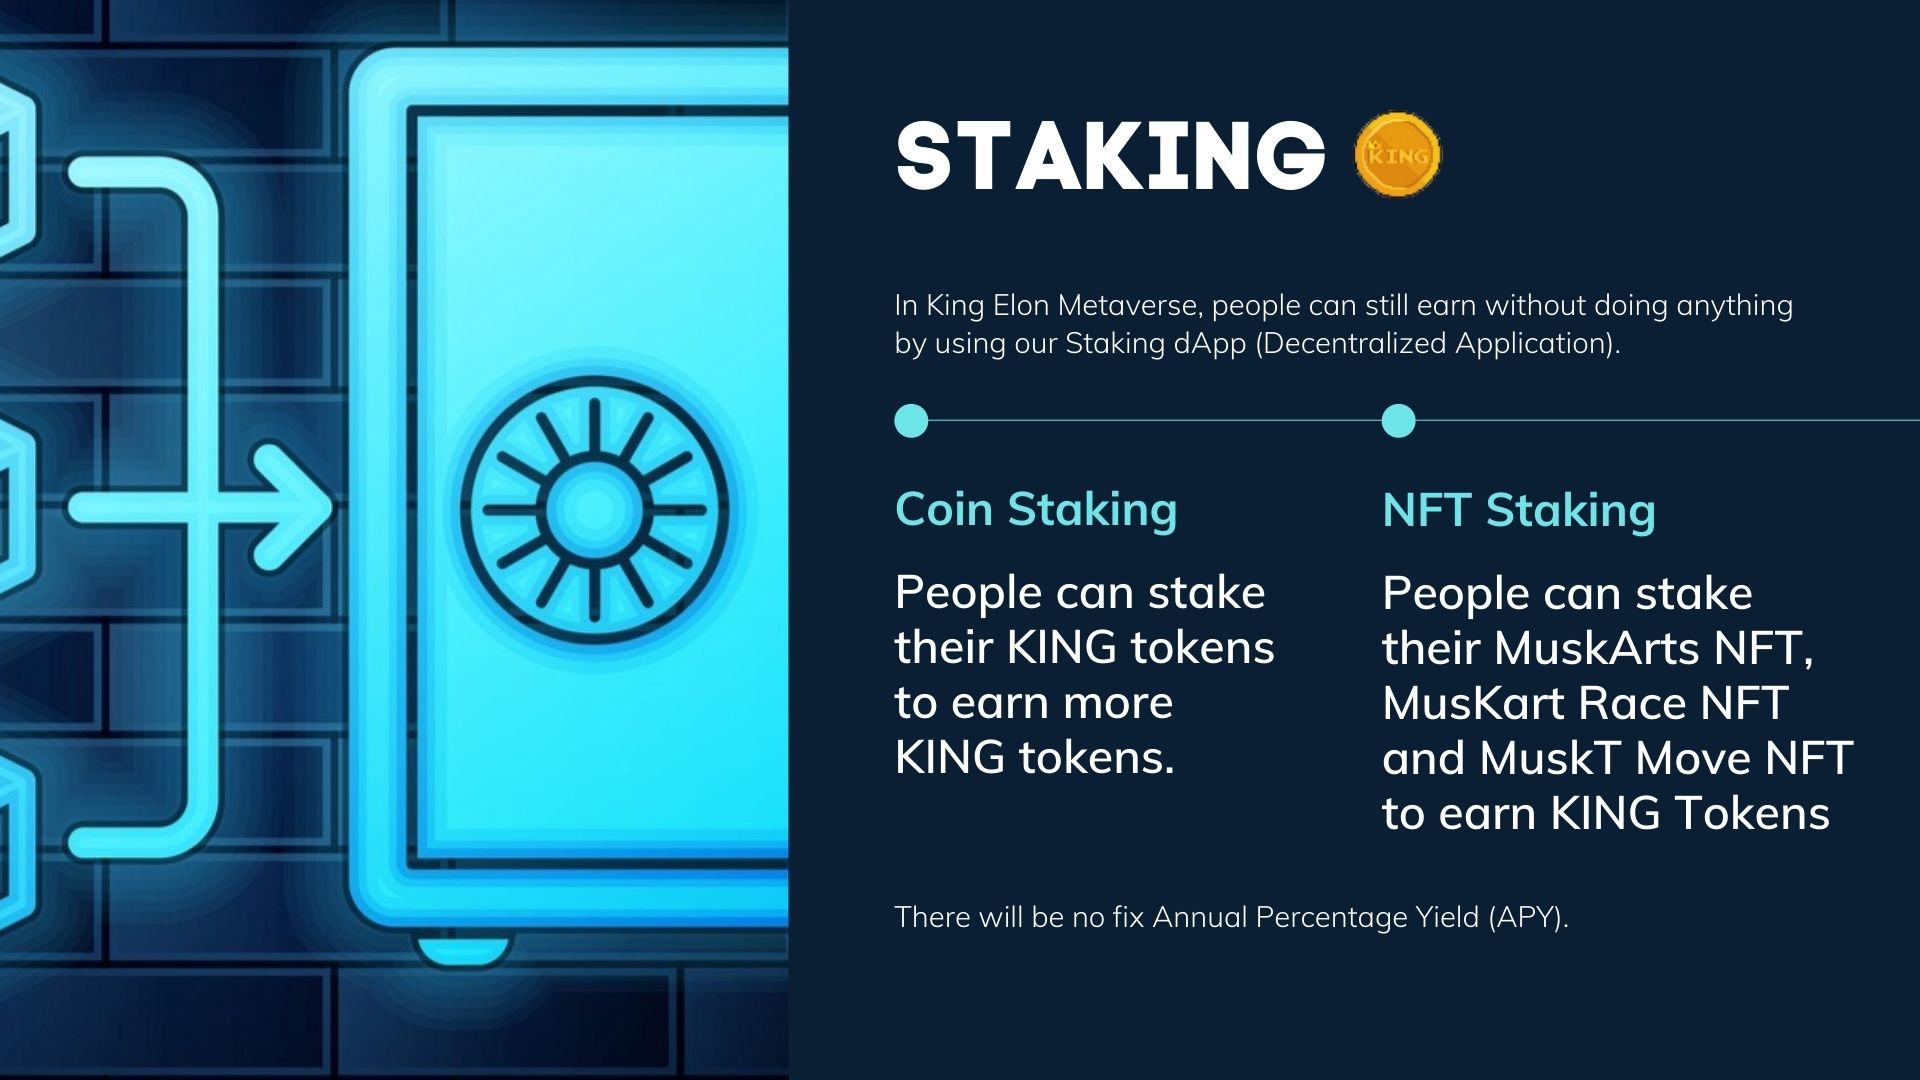 STAKING
KING
In King Elon Metaverse, people can still earn without doing anything
by using our Staking dApp (Decentralized Application).
Coin Staking
People can stake
their KING tokens
to earn more
KING tokens.
NFT Staking
People can stake
their MuskArts NFT,
MusKart Race NFT
and MuskT Move NFT
to earn KING Tokens
There will be no fix Annual Percentage Yield (APY).